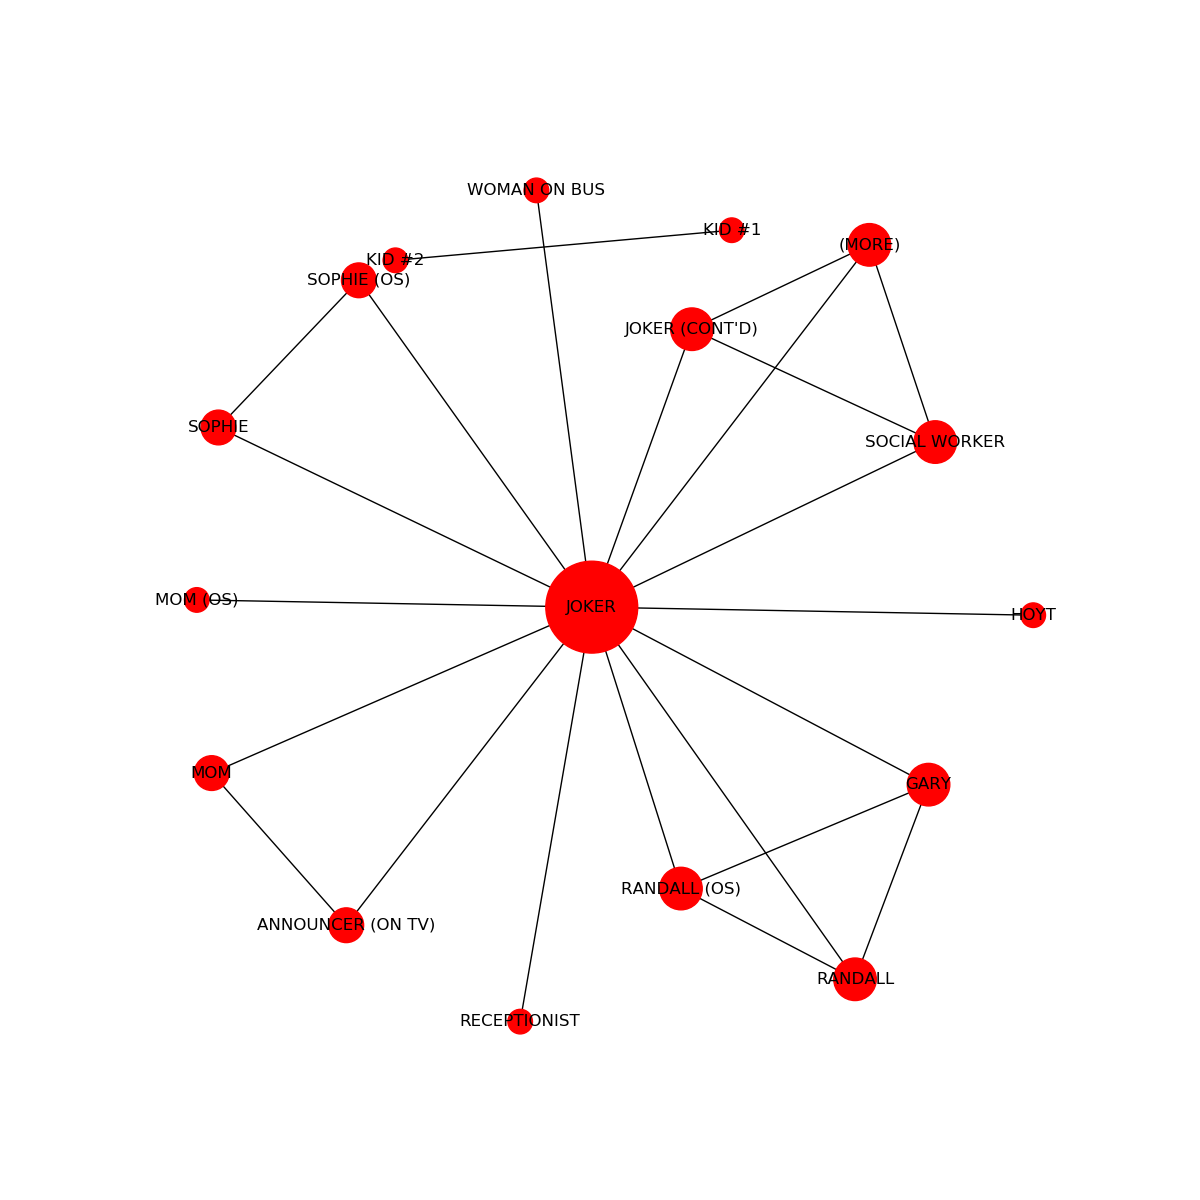 WOMAN ON BUS
KID #1
(MORE)
KID #2
SOPHIE (OS)
JOKER (CONT'D)
SOPHIE
SOCIAL WORKER
MOM (OS)
JOKER
HOYT
MOM
GARY
RANDALL (OS)
ANNOUNCER (ON TV)
RANDALL
RECEPTIONIST